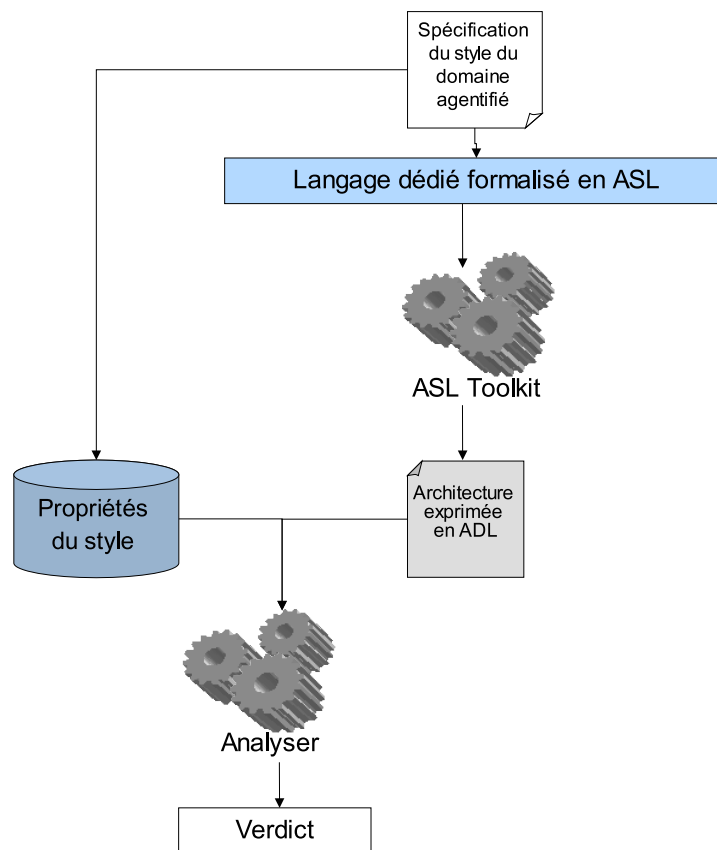 Spécification
du style du
domaine
agentifié
Langage dédié formalisé en ASL
ASL Toolkit
Propriétés
du style
Architecture
exprimée
en ADL
Analyser
Verdict